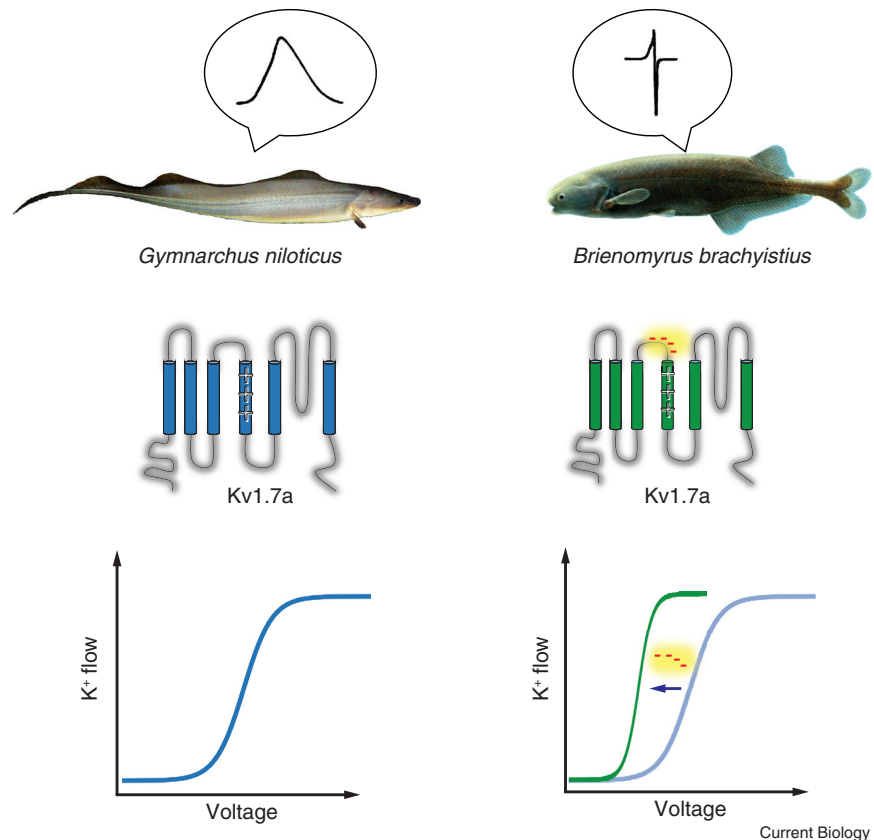 Gymnarchus niloticus
Brienomyrus brachyistius
Kv1.7a
Kv1.7a
K+ flow
Voltage
K+ flow
Voltage
Current Biology